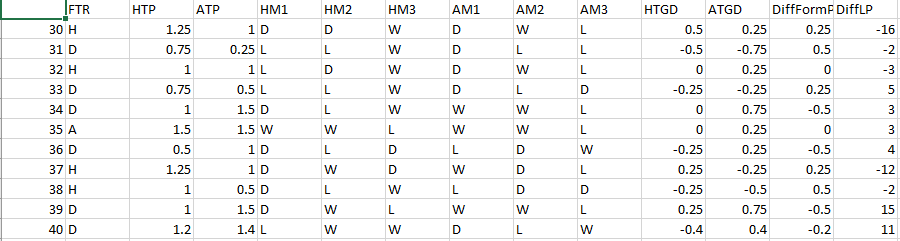 FTR HTP ATP HM1 HM2 HM3 AM1 AM2 AM3 HTGD ATGD DiffFormP DiffLP
30 H 1.25 1 D D W D W L 0.5 0.25 0.25 -16
31 D 0.75 0.25 L L W D L L -0.5 -0.75 0.5 -2
32 H 1 1 L D W D W L 0 0.25 0 -3
33 D 0.75 0.5 L L W D L D -0.25 -0.25 0.25 5
34 D 1 1.5 D L W W W L 0 0.75 -0.5 3
35 A 1.5 1.5 W W L W W L 0 0.25 0 3
36 D 0.5 1 D L D L D W -0.25 0.25 -0.5 4
37 H 1.25 1 D W D W D L 0.25 -0.25 0.25 -12
38 H 1 0.5 D L W L D D -0.25 -0.5 0.5 -2
39 D 1 1.5 D W L W W L 0.25 0.75 -0.5 15
40 D 1.2 1.4 L W W D L W -0.4 0.4 -0.2 11